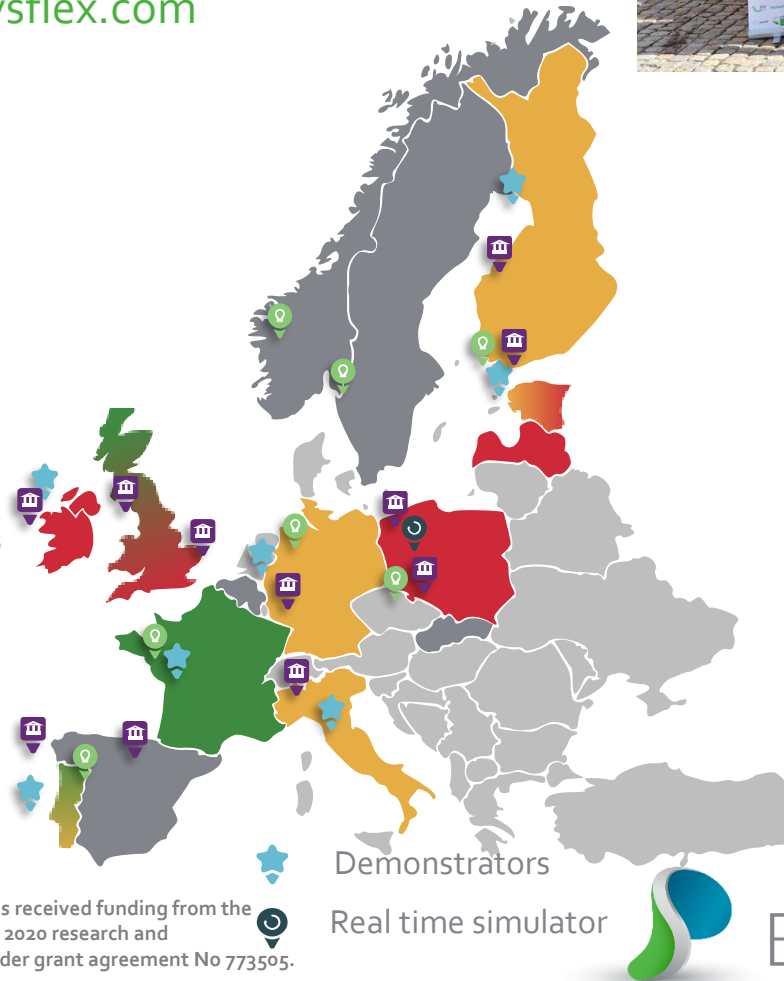 ysflex.com
Demonstrators
s received funding from the
2020 research and
der grant agreement No 773505.
Real time simulator
E